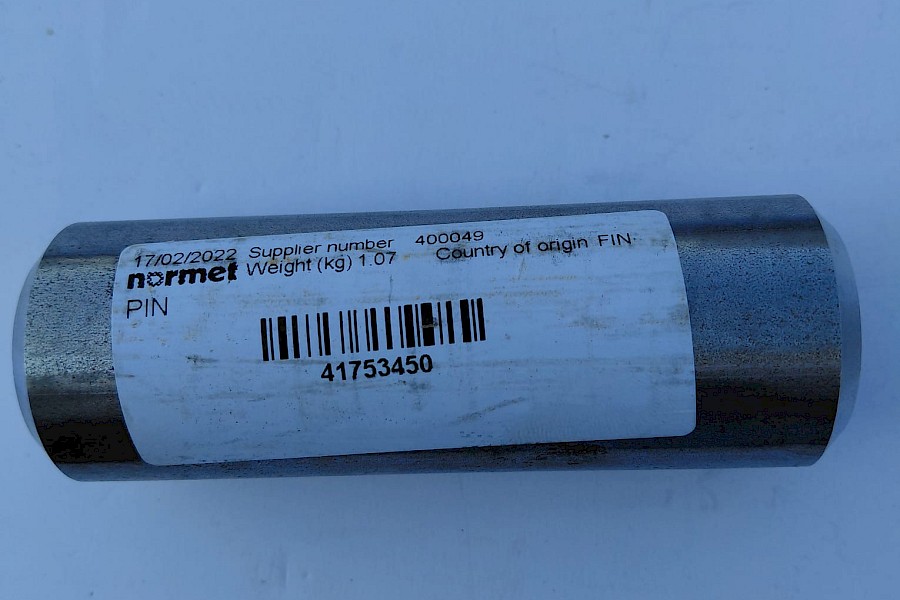 17/02/2022 Supplier number 400049
normet Weight (kg) 1.07 Country of origin FIN
PIN
41753450